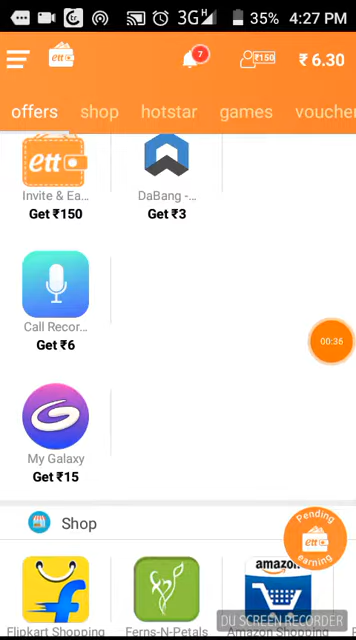 3G H 35% 4:27 PM
ett 7 ₹150 ₹ 6.30
offers shop hotstar games voucher
ett
Invite & Ea... DaBang -...
Get ₹150 Get ₹3
Call Recor...
Get ₹6
00:36
My Galaxy
Get ₹15
Pending
ett
earning
Shop
amazon
Flipkart Shopping Ferns-N-Petals Amazon Shopping
DU SCREEN RECORDER